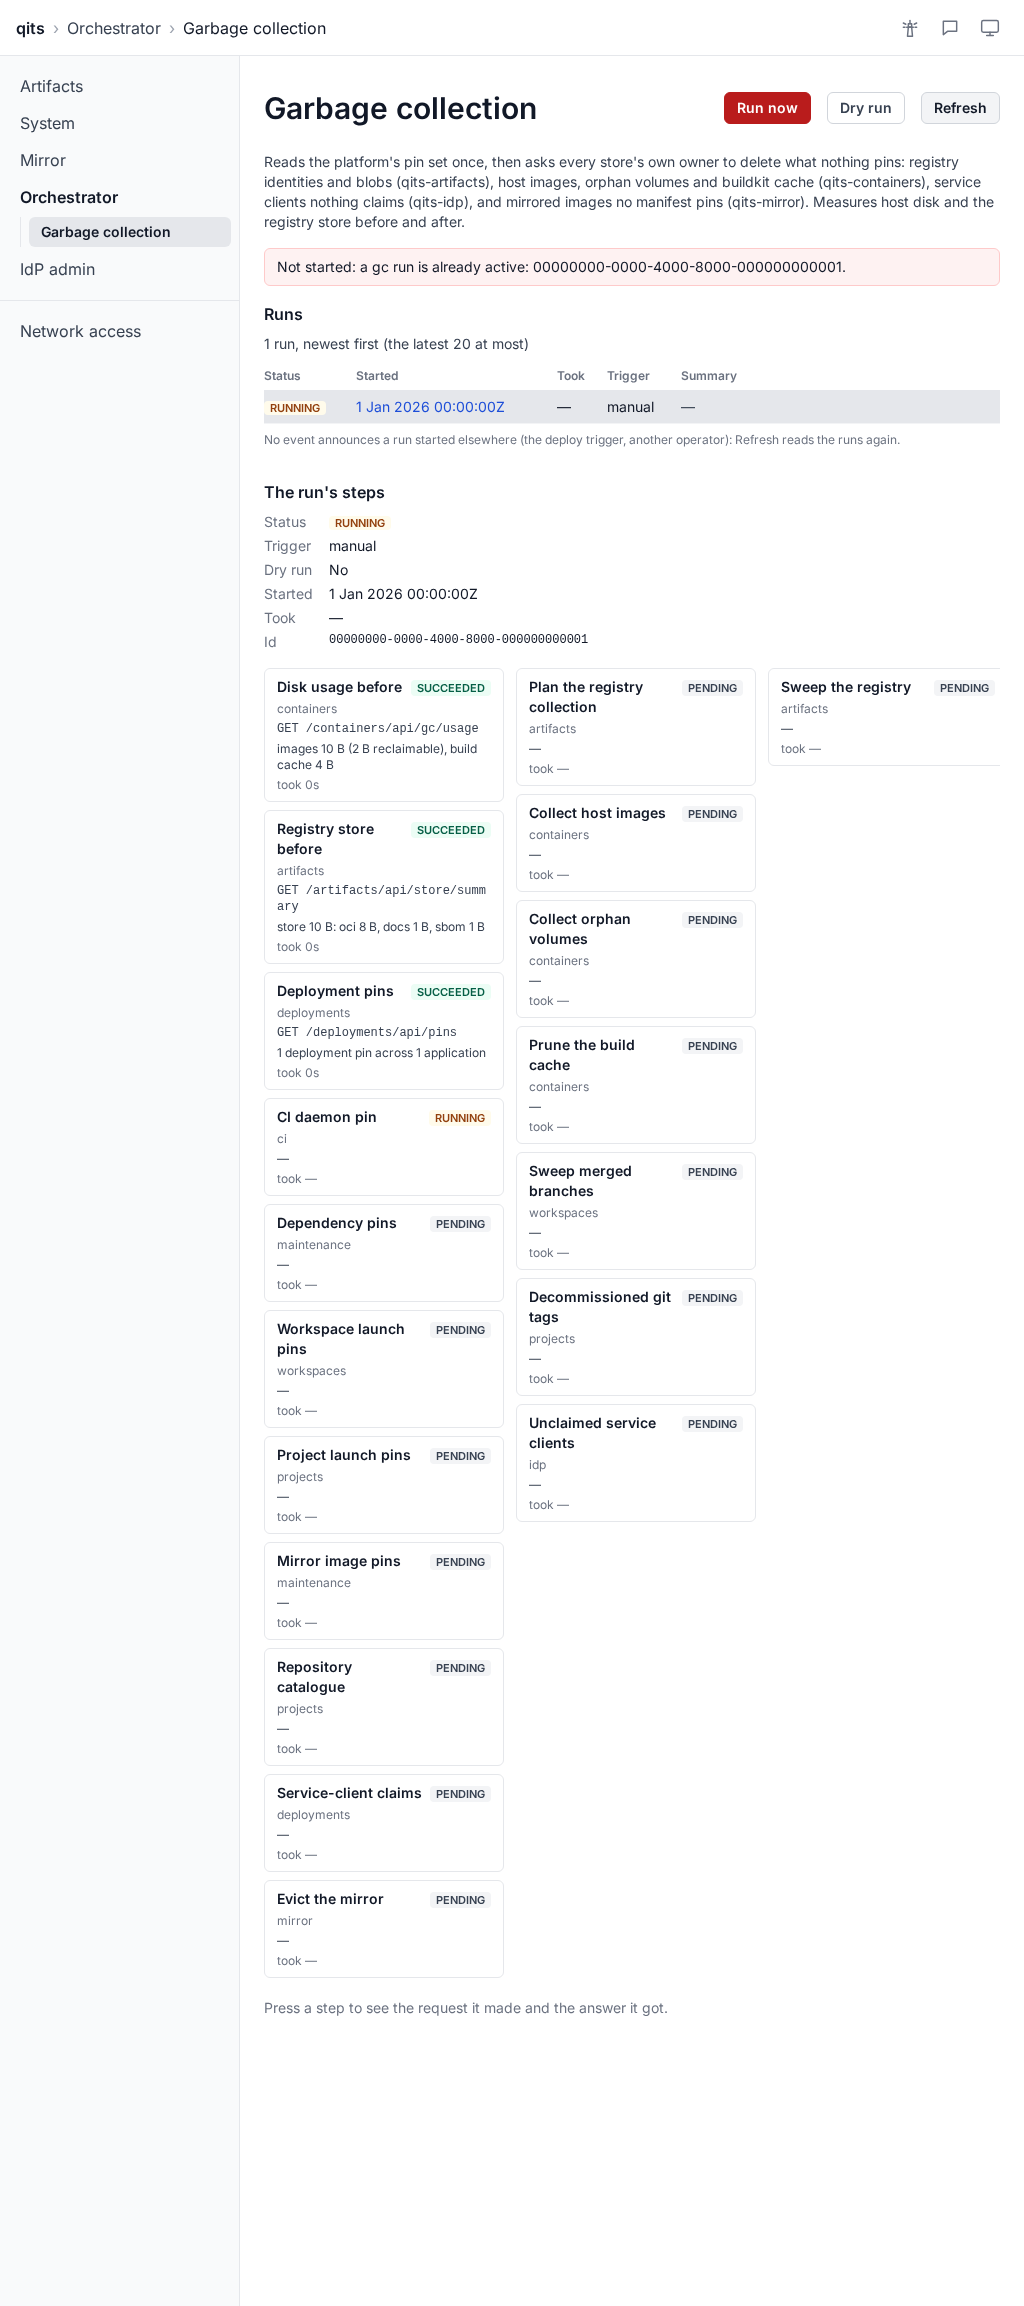 qits › Orchestrator › Garbage collection
Artifacts
System
Mirror
Orchestrator
Garbage collection
IdP admin
Network access
Garbage collection
Run now
Dry run
Refresh
Reads the platform's pin set once, then asks every store's own owner to delete what nothing pins: registry
identities and blobs (qits-artifacts), host images, orphan volumes and buildkit cache (qits-containers), service
clients nothing claims (qits-idp), and mirrored images no manifest pins (qits-mirror). Measures host disk and the
registry store before and after.
Not started: a gc run is already active: 00000000-0000-4000-8000-000000000001.
Runs
1 run, newest first (the latest 20 at most)
Status Started Took Trigger Summary
RUNNING 1 Jan 2026 00:00:00Z — manual —
No event announces a run started elsewhere (the deploy trigger, another operator): Refresh reads the runs again.
The run's steps
Status RUNNING
Trigger manual
Dry run No
Started 1 Jan 2026 00:00:00Z
Took —
Id 00000000-0000-4000-8000-000000000001
Disk usage before SUCCEEDED
containers
GET /containers/api/gc/usage
images 10 B (2 B reclaimable), build
cache 4 B
took 0s
Registry store SUCCEEDED
before
artifacts
GET /artifacts/api/store/summ
ary
store 10 B: oci 8 B, docs 1 B, sbom 1 B
took 0s
Deployment pins SUCCEEDED
deployments
GET /deployments/api/pins
1 deployment pin across 1 application
took 0s
CI daemon pin RUNNING
ci
—
took —
Dependency pins PENDING
maintenance
—
took —
Workspace launch PENDING
pins
workspaces
—
took —
Project launch pins PENDING
projects
—
took —
Mirror image pins PENDING
maintenance
—
took —
Repository PENDING
catalogue
projects
—
took —
Service-client claims PENDING
deployments
—
took —
Evict the mirror PENDING
mirror
—
took —
Plan the registry PENDING
collection
artifacts
—
took —
Collect host images PENDING
containers
—
took —
Collect orphan PENDING
volumes
containers
—
took —
Prune the build PENDING
cache
containers
—
took —
Sweep merged PENDING
branches
workspaces
—
took —
Decommissioned git PENDING
tags
projects
—
took —
Unclaimed service PENDING
clients
idp
—
took —
Sweep the registry PENDING
artifacts
—
took —
Press a step to see the request it made and the answer it got.